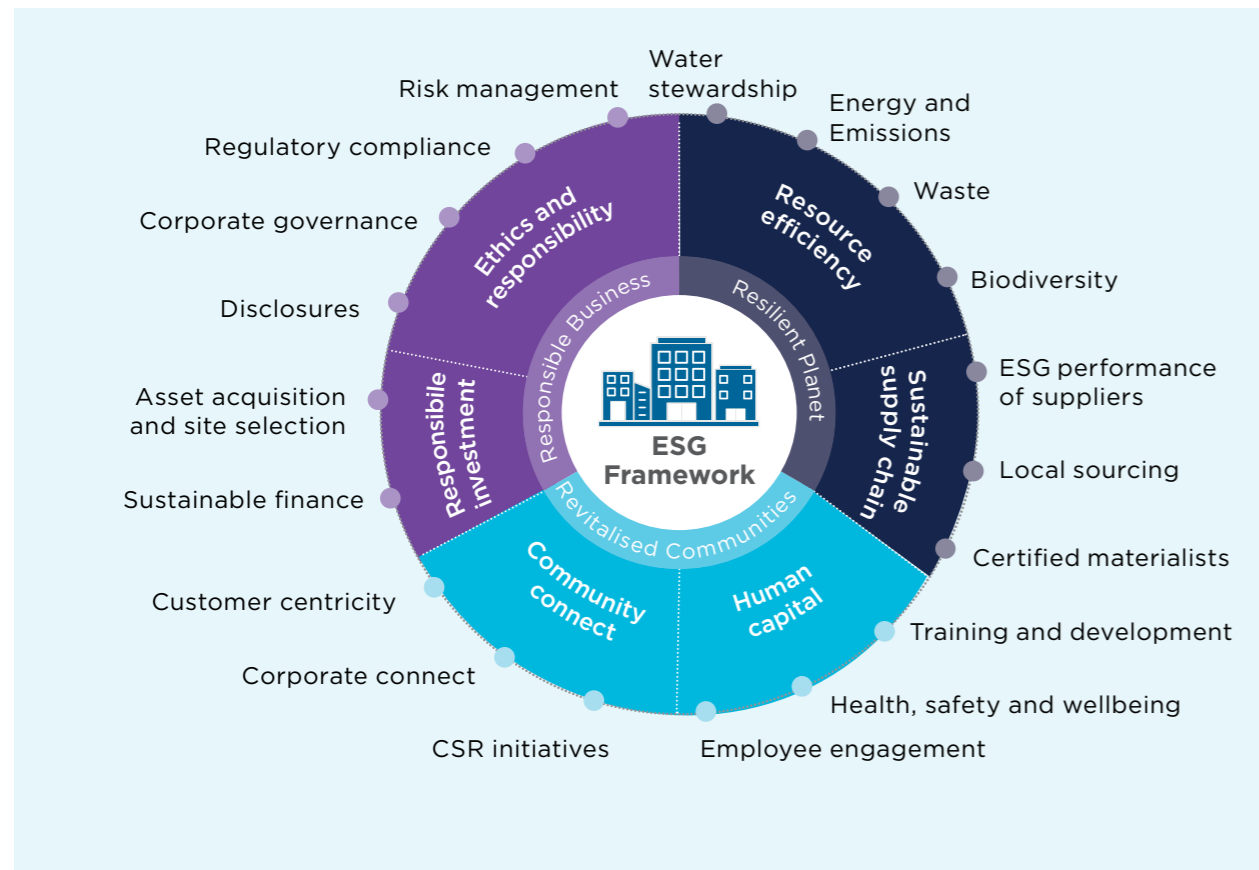 Water
stewardship
Energy and
Emissions
Waste
Biodiversity
ESG performance
of suppliers
Local sourcing
Certified materialists
Training and development
Health, safety and wellbeing
Employee engagement
CSR initiatives
Corporate connect
Customer centricity
Sustainable finance
Asset acquisition
and site selection
Disclosures
Corporate governance
Regulatory compliance
Risk management
Resource
efficiency
Sustainable
supply chain
Human
capital
Community
connect
Responsibile
investment
Ethics and
responsibility
Resilient Planet
Revitalised Communities
Responsible Business
ESG
Framework